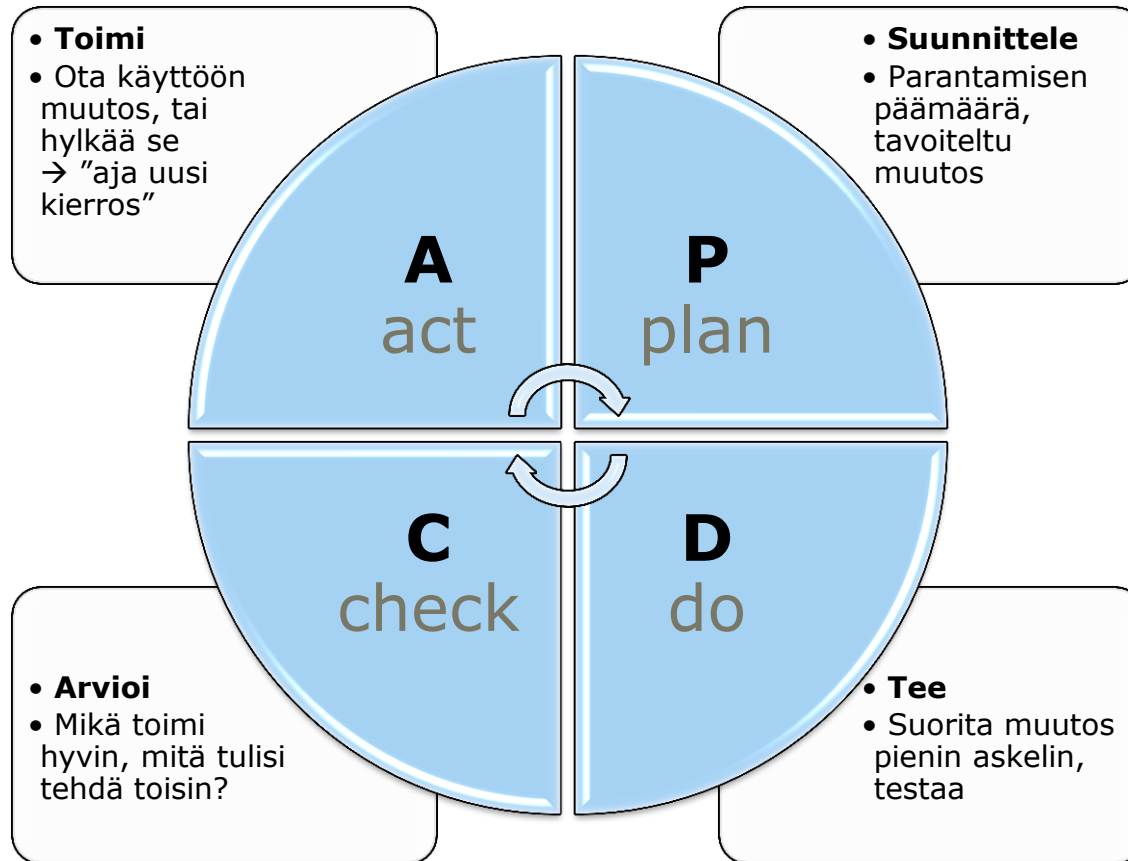 • Toimi
• Ota käyttöön
muutos, tai
hylkää se
→ ”aja uusi
kierros”
• Suunnittele
• Parantamisen
päämäärä,
tavoiteltu
muutos
A
act
P
plan
C
check
D
do
• Arvioi
• Mikä toimi
hyvin, mitä tulisi
tehdä toisin?
• Tee
• Suorita muutos
pienin askelin,
testaa